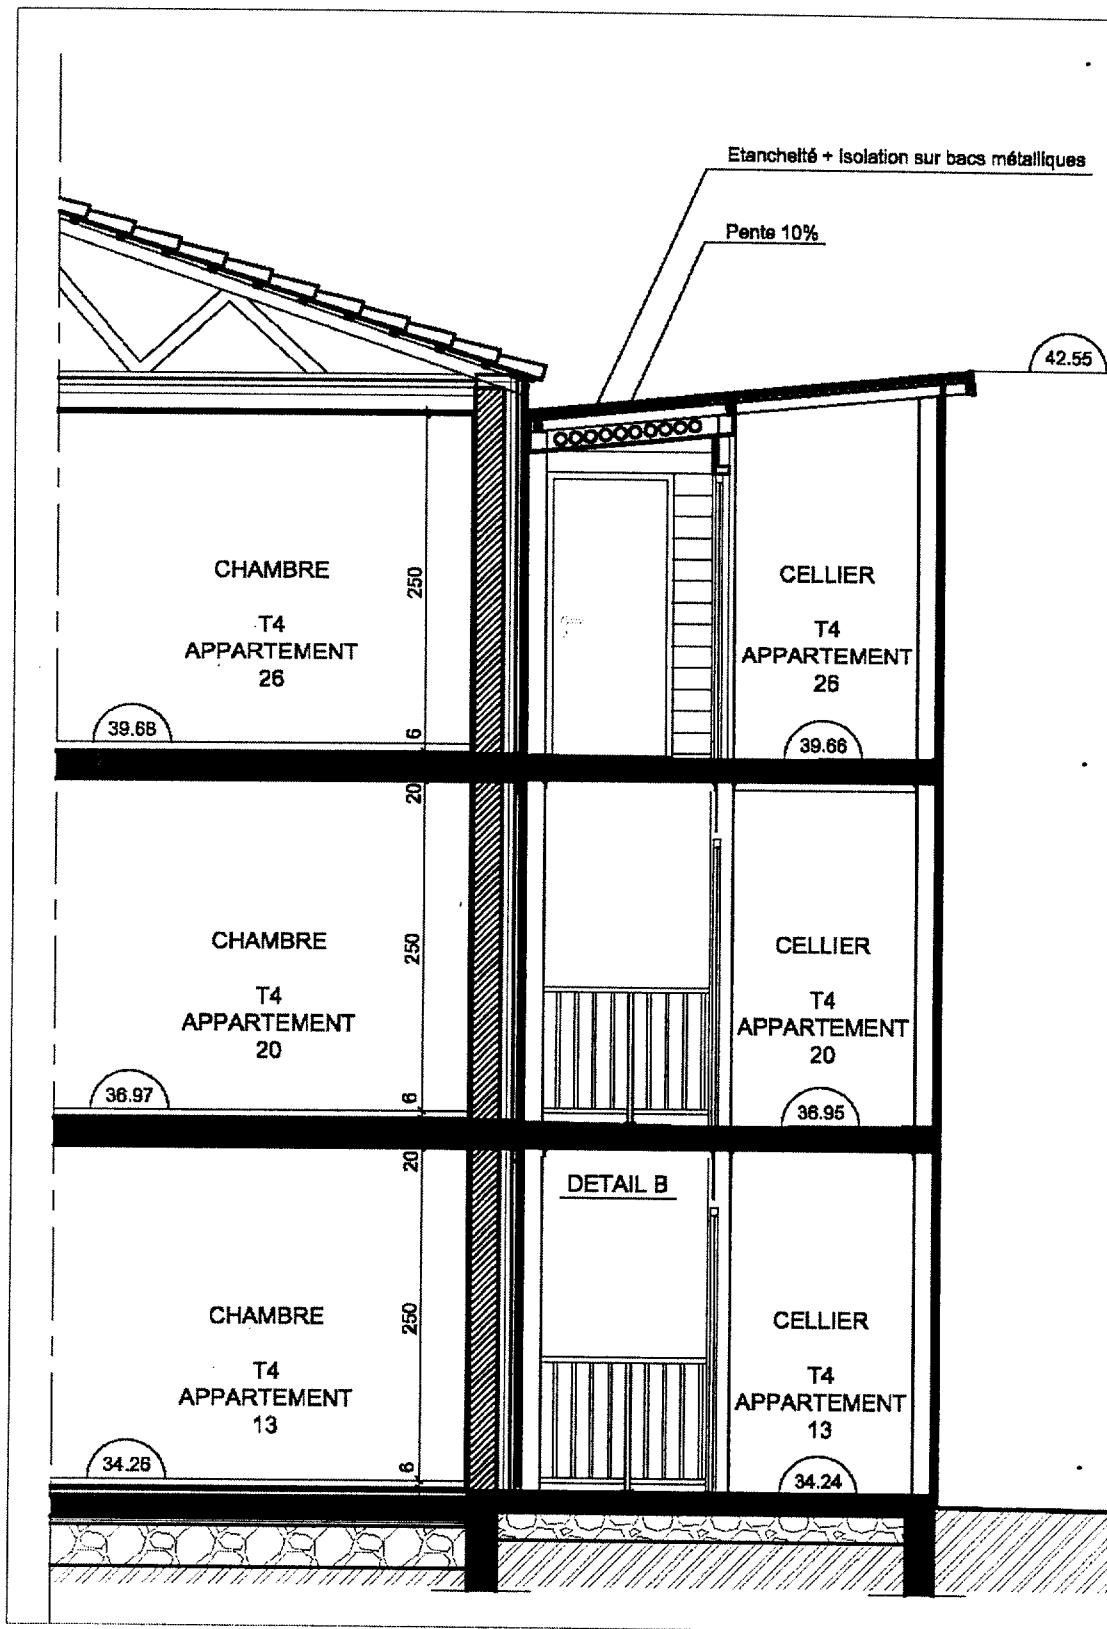 Etancheité + isolation sur bacs métalliques
Pente 10%
42.55
CHAMBRE
T4
APPARTEMENT
26
250
CELLIER
T4
APPARTEMENT
26
39.68
6
39.66
20
CHAMBRE
T4
APPARTEMENT
20
250
CELLIER
T4
APPARTEMENT
20
36.97
6
36.95
20
DETAIL B
CHAMBRE
T4
APPARTEMENT
13
250
CELLIER
T4
APPARTEMENT
13
34.26
6
34.24